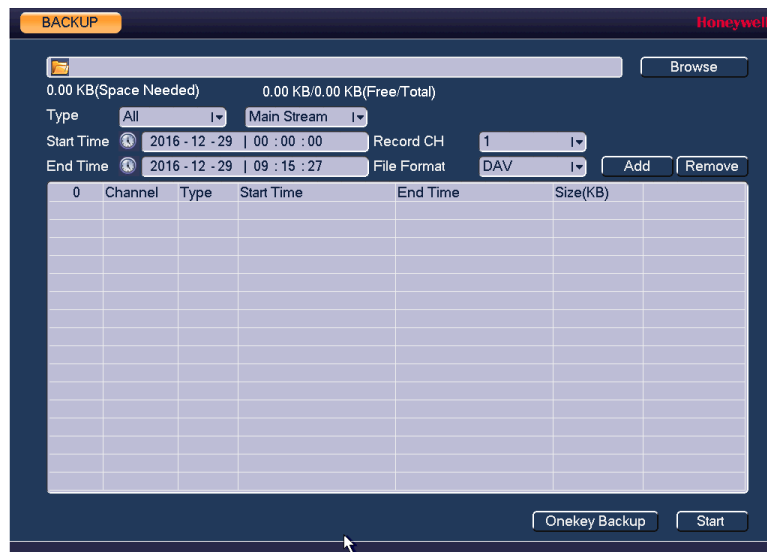 BACKUP Honeywell
Browse
0.00 KB(Space Needed) 0.00 KB/0.00 KB(Free/Total)
Type All Main Stream
Start Time 2016 - 12 - 29 | 00 : 00 : 00 Record CH 1
End Time 2016 - 12 - 29 | 09 : 15 : 27 File Format DAV Add Remove
0 Channel Type Start Time End Time Size(KB)
Onekey Backup Start